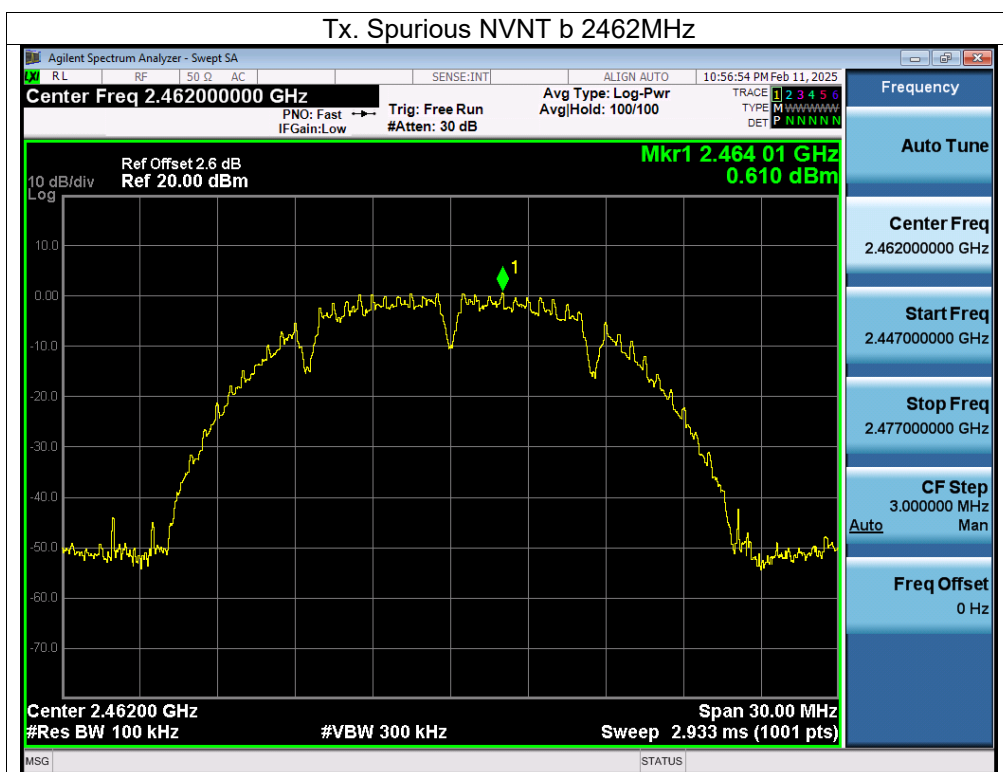 Tx. Spurious NVNT b 2462MHz
Agilent Spectrum Analyzer - Swept SA
LXI RL RF 50 Ω AC SENSE:INT ALIGN AUTO 10:56:54 PM Feb 11, 2025
Center Freq 2.462000000 GHz
PNO: Fast
IFGain:Low
Trig: Free Run
#Atten: 30 dB
Avg Type: Log-Pwr
Avg|Hold: 100/100
TRACE 1 2 3 4 5 6
TYPE M WWWWW
DET P N N N N N
Mkr1 2.464 01 GHz
0.610 dBm
Ref Offset 2.6 dB
10 dB/div Ref 20.00 dBm
Log
1
10.0
0.00
-10.0
-20.0
-30.0
-40.0
-50.0
-60.0
-70.0
Center 2.46200 GHz Span 30.00 MHz
#Res BW 100 kHz #VBW 300 kHz Sweep 2.933 ms (1001 pts)
MSG STATUS
Frequency
Auto Tune
Center Freq
2.462000000 GHz
Start Freq
2.447000000 GHz
Stop Freq
2.477000000 GHz
CF Step
3.000000 MHz
Auto Man
Freq Offset
0 Hz